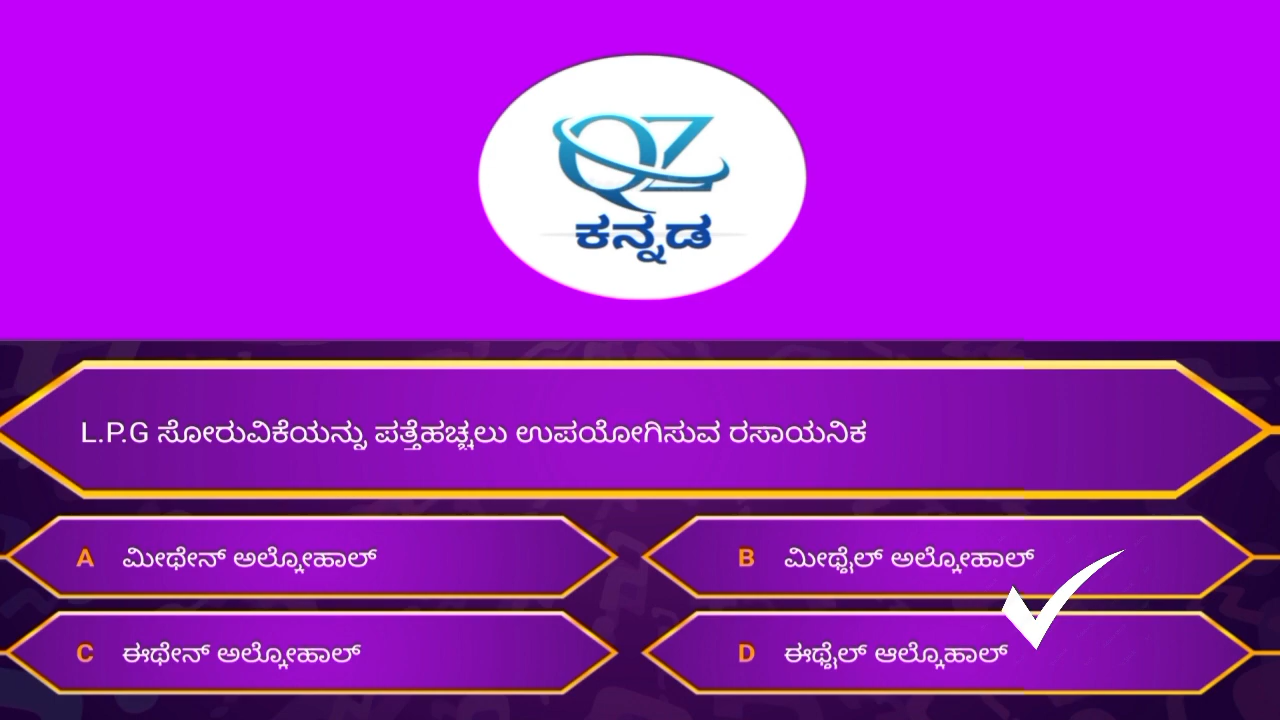 QZ
ಕನ್ನಡ
L.P.G ಸೋರುವಿಕೆಯನ್ನು ಪತ್ತೆಹಚ್ಚಲು ಉಪಯೋಗಿಸುವ ರಸಾಯನಿಕ
A ಮೀಥೇನ್ ಅಲ್ಕೋಹಾಲ್
B ಮೀಥೈಲ್ ಅಲ್ಕೋಹಾಲ್
C ಈಥೇನ್ ಅಲ್ಕೋಹಾಲ್
D ಈಥೈಲ್ ಆಲ್ಕೊಹಾಲ್